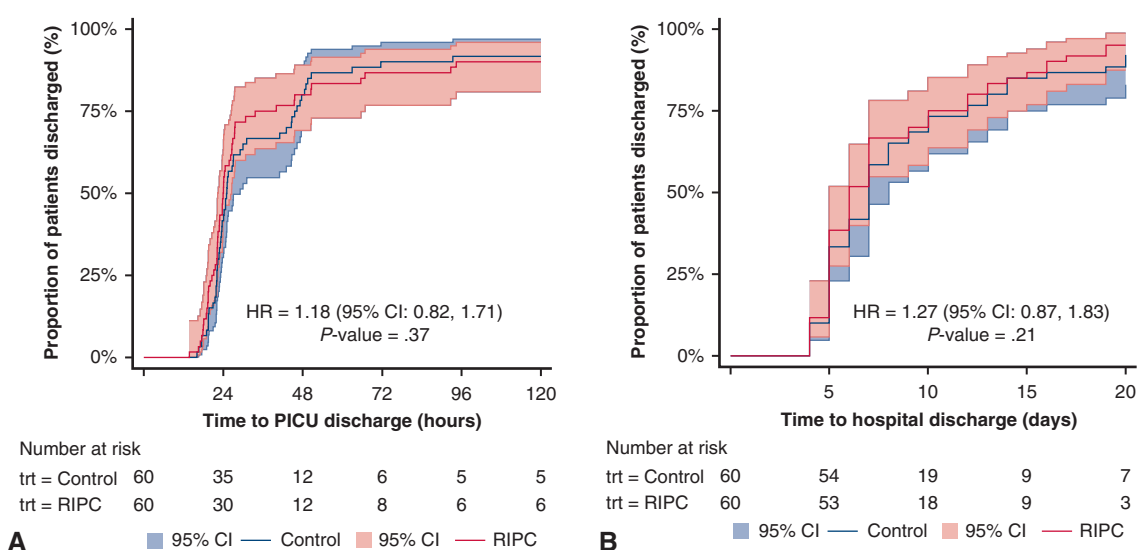 Proportion of patients discharged (%)
100%
75%
50%
25%
0%
HR = 1.18 (95% CI: 0.82, 1.71)
P-value = .37
24 48 72 96 120
Time to PICU discharge (hours)
Number at risk
trt = Control 60 35 12 6 5 5
trt = RIPC 60 30 12 8 6 6
A
95% CI Control 95% CI RIPC
Proportion of patients discharged (%)
100%
75%
50%
25%
0%
HR = 1.27 (95% CI: 0.87, 1.83)
P-value = .21
5 10 15 20
Time to hospital discharge (days)
Number at risk
trt = Control 60 54 19 9 7
trt = RIPC 60 53 18 9 3
B
95% CI Control 95% CI RIPC